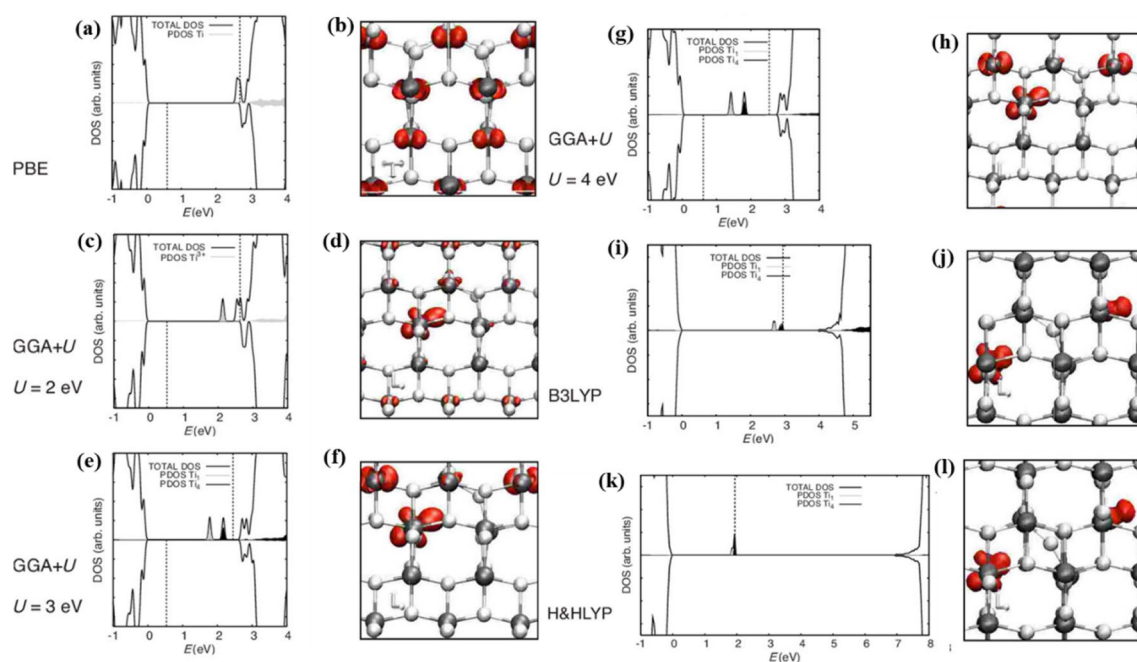 (a)
TOTAL DOS
PDOS Ti
DOS (arb. units)
-1 0 1 2 3 4
E(eV)
PBE
(b)
(c)
TOTAL DOS
PDOS Ti3+
DOS (arb. units)
-1 0 1 2 3 4
E(eV)
GGA+U
U = 2 eV
(d)
(e)
TOTAL DOS
PDOS Ti1
PDOS Ti4
DOS (arb. units)
-1 0 1 2 3 4
E(eV)
GGA+U
U = 3 eV
(f)
(g)
TOTAL DOS
PDOS Ti1
PDOS Ti4
DOS (arb. units)
-1 0 1 2 3 4
E(eV)
GGA+U
U = 4 eV
(h)
(i)
TOTAL DOS
PDOS Ti1
PDOS Ti4
DOS (arb. units)
-1 0 1 2 3 4 5
E(eV)
B3LYP
(j)
(k)
TOTAL DOS
PDOS Ti1
PDOS Ti4
DOS (arb. units)
-1 0 1 2 3 4 5 6 7 8
E(eV)
H&HLYP
(l)